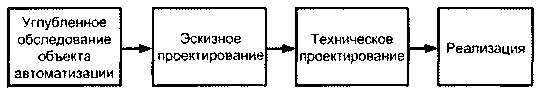 Углубленное
обследование
объекта
автоматизации
Эскизное
проектирование
Техническое
проектирование
Реализация